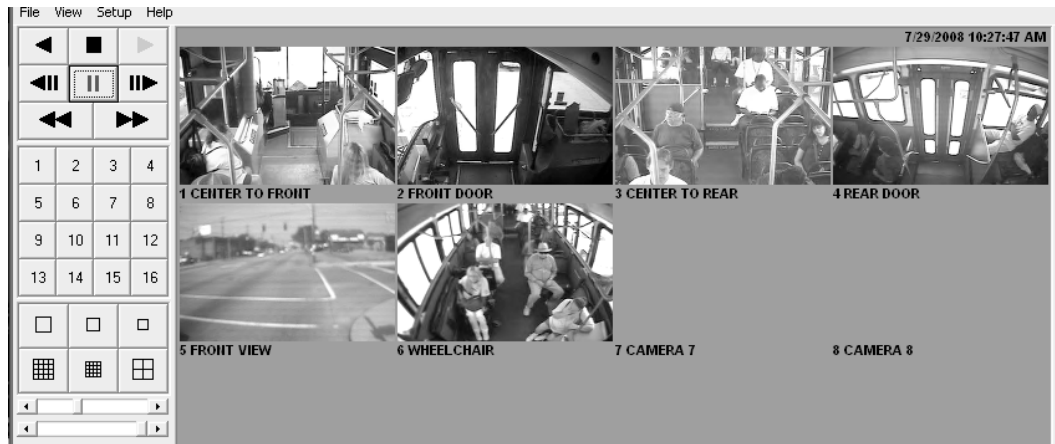 File View Setup Help
7/29/2008 10:27:47 AM
1 2 3 4
5 6 7 8
9 10 11 12
13 14 15 16
1 CENTER TO FRONT 2 FRONT DOOR 3 CENTER TO REAR 4 REAR DOOR
5 FRONT VIEW 6 WHEELCHAIR 7 CAMERA 7 8 CAMERA 8